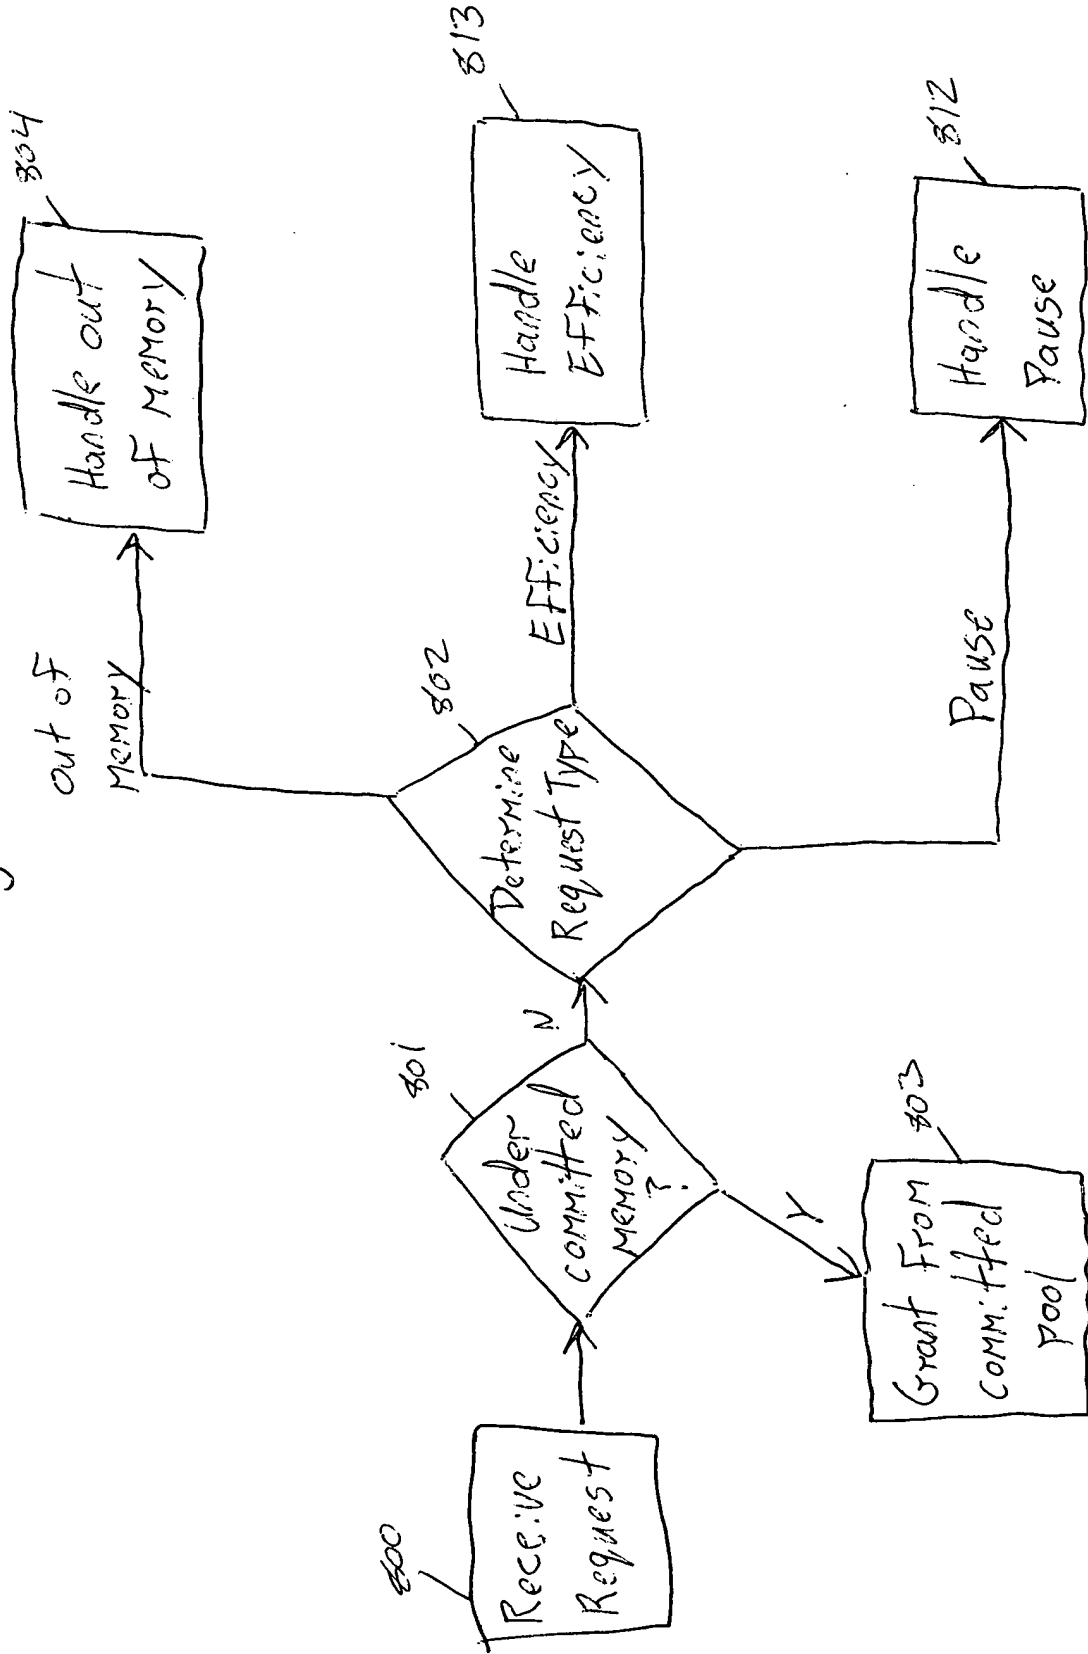 800
Receive
Request
801
Under
committed
memory
?
N
Y
803
Grant From
committed
pool
802
Determine
Request Type
Out of
Memory
804
Handle out
of memory
Efficiency
813
Handle
Efficiency
Pause
812
Handle
Pause